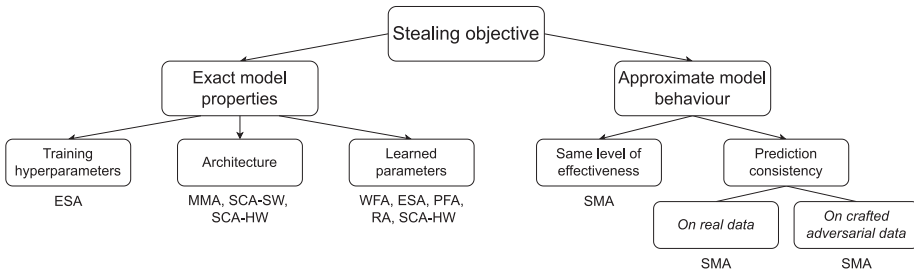 Stealing objective
Exact model
properties
Approximate model
behaviour
Training
hyperparameters
Architecture
Learned
parameters
Same level of
effectiveness
Prediction
consistency
ESA
MMA, SCA-SW,
SCA-HW
WFA, ESA, PFA,
RA, SCA-HW
SMA
On real data
On crafted
adversarial data
SMA
SMA